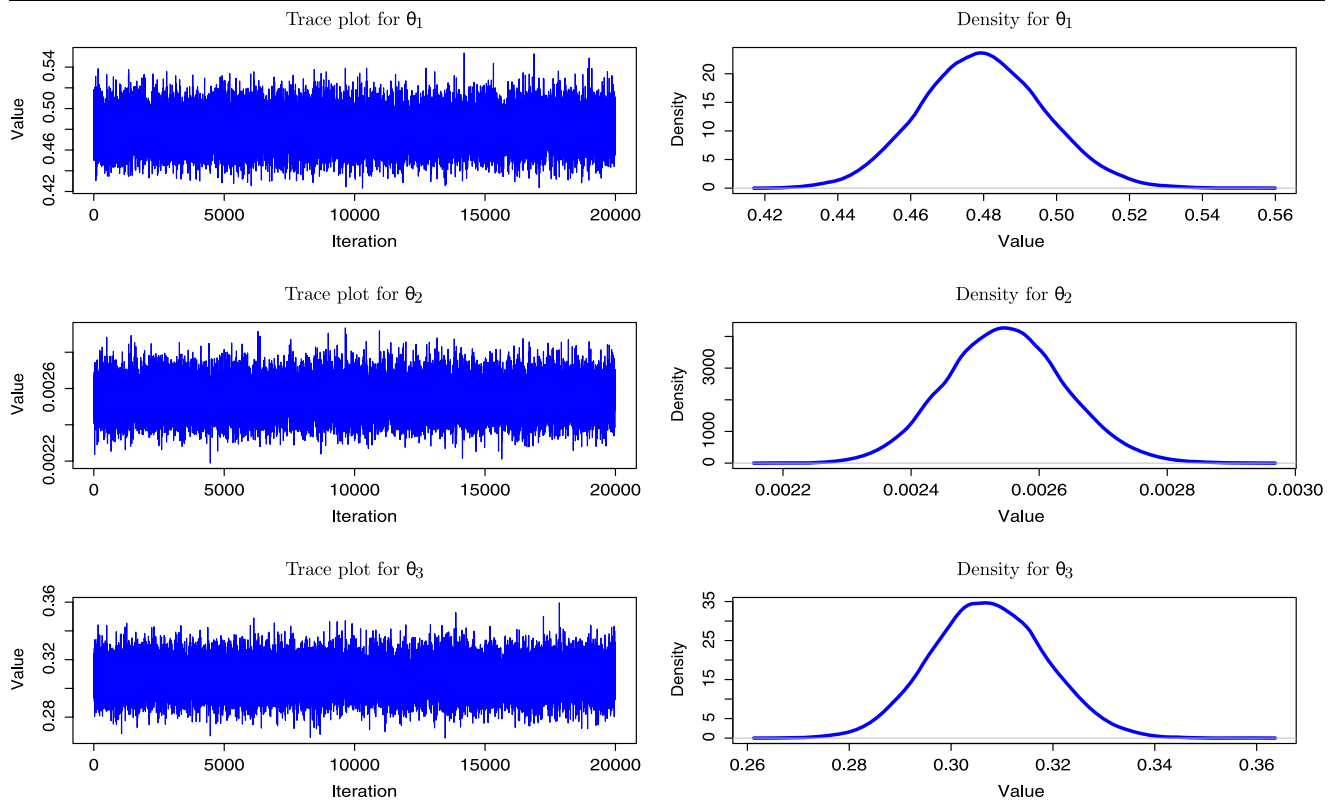 Trace plot for θ1
Value
0.42 0.46 0.50 0.54
0 5000 10000 15000 20000
Iteration
Density for θ1
Density
0 5 10 15 20
0.42 0.44 0.46 0.48 0.50 0.52 0.54 0.56
Value
Trace plot for θ2
Value
0.0022 0.0026
0 5000 10000 15000 20000
Iteration
Density for θ2
Density
0 1000 3000
0.0022 0.0024 0.0026 0.0028 0.0030
Value
Trace plot for θ3
Value
0.28 0.32 0.36
0 5000 10000 15000 20000
Iteration
Density for θ3
Density
0 5 15 25 35
0.26 0.28 0.30 0.32 0.34 0.36
Value